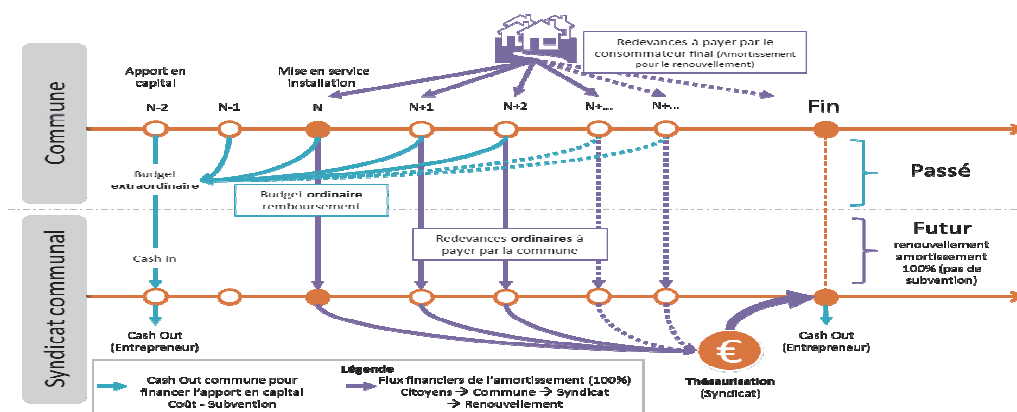 Redevances à payer par le
consommateur final (Amortissement
pour le renouvellement)
Commune
Apport en
capital
Mise en service
installation
N-2
N-1
N
N+1
N+2
N+...
N+...
Fin
Budget
extraordinaire
Budget ordinaire
remboursement
Passé
Syndicat communal
Redevances ordinaires à
payer par la commune
Futur
renouvellement
amortissement
100% (pas de
subvention)
Cash In
Cash Out
(Entrepreneur)
€
Cash Out
(Entrepreneur)
Thésaurisation
(Syndicat)
Légende
Cash Out commune pour
financer l'apport en capital
Coût - Subvention
Flux financiers de l'amortissement (100%)
Citoyens → Commune → Syndicat
→ Renouvellement